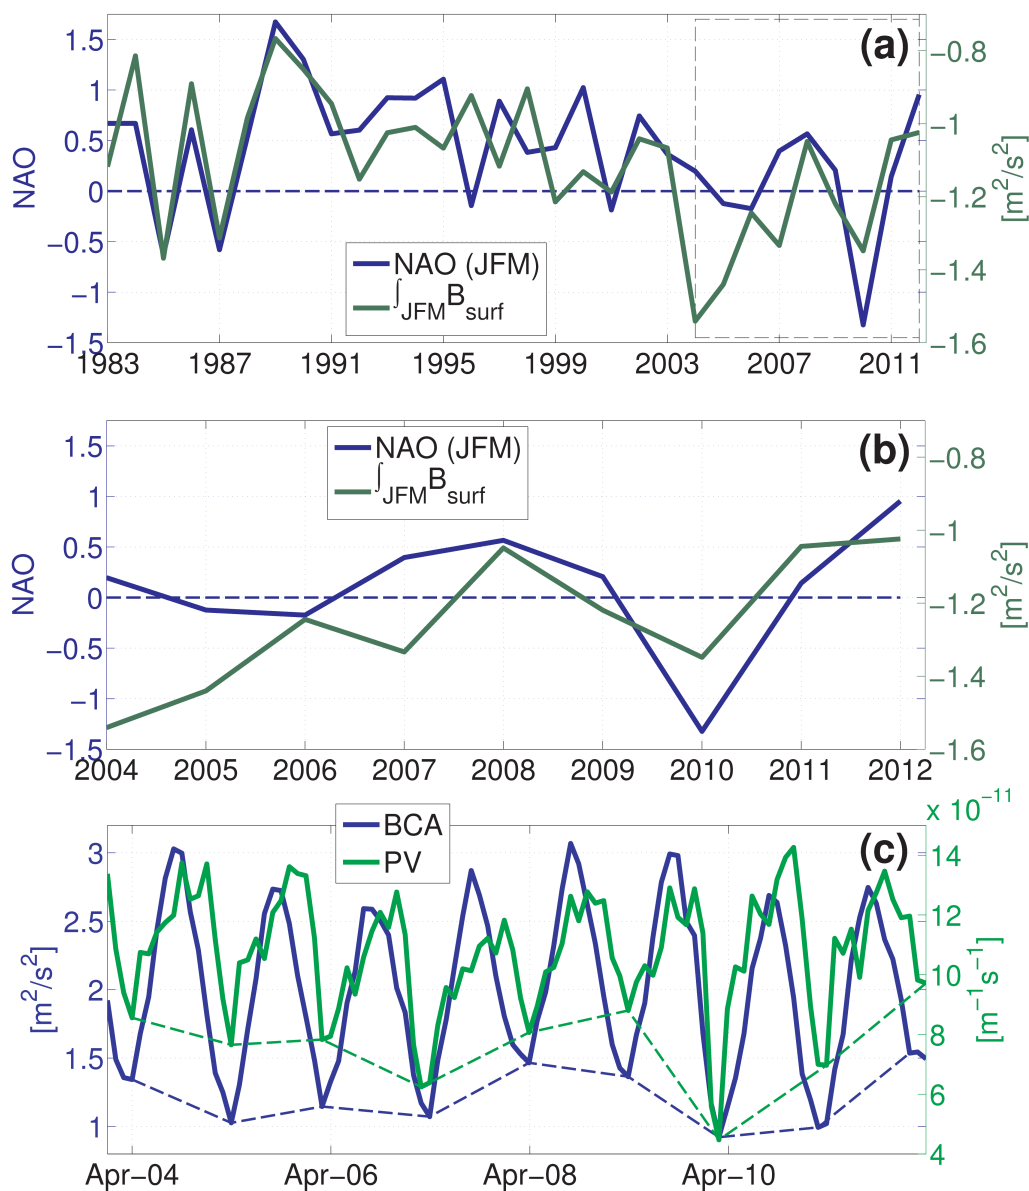 (a)
1.5
1
0.5
0
−0.5
−1
−1.5
NAO
−0.8
−1
−1.2
−1.4
−1.6
[m²/s²]
NAO (JFM)
∫JFM Bsurf
1983 1987 1991 1995 1999 2003 2007 2011
(b)
1.5
1
0.5
0
−0.5
−1
−1.5
NAO
−0.8
−1
−1.2
−1.4
−1.6
[m²/s²]
NAO (JFM)
∫JFM Bsurf
2004 2005 2006 2007 2008 2009 2010 2011 2012
x 10⁻¹¹
BCA
PV
(c)
3
2.5
2
1.5
1
[m²/s²]
14
12
10
8
6
4
[m⁻¹s⁻¹]
Apr−04 Apr−06 Apr−08 Apr−10